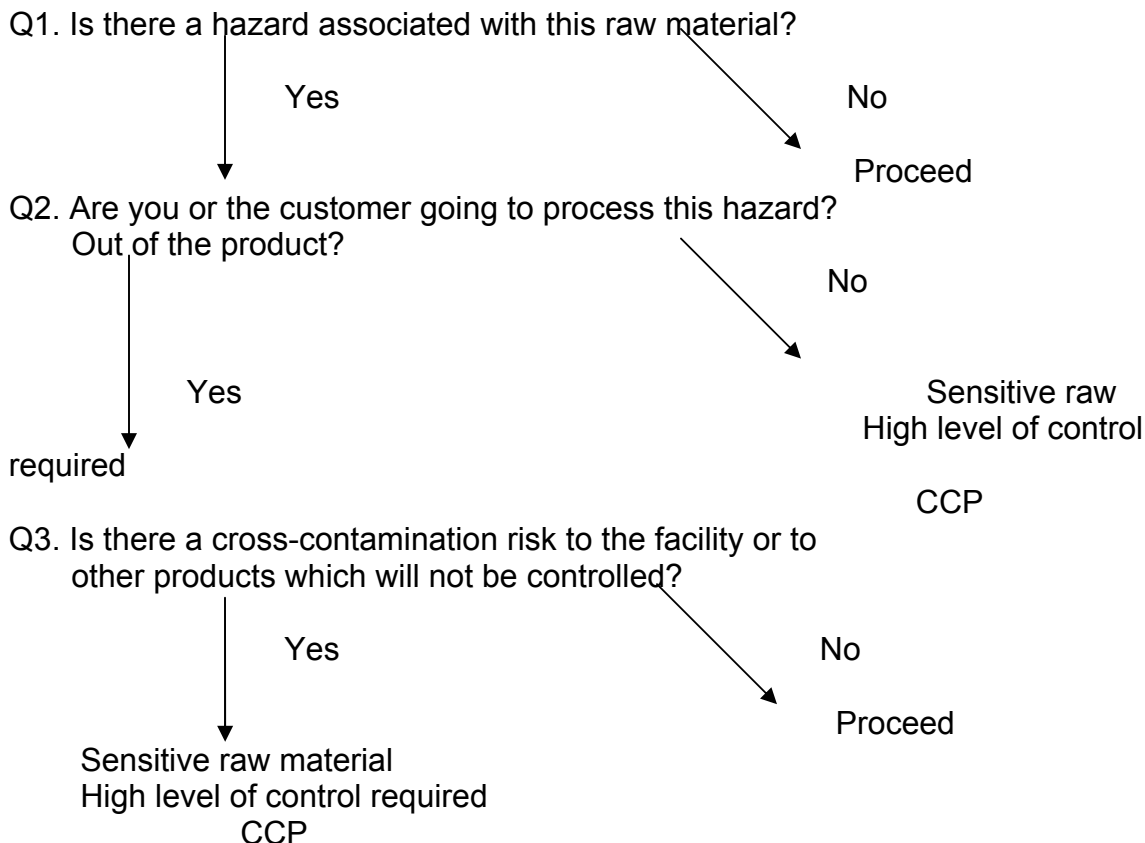 Q1. Is there a hazard associated with this raw material?
Yes
No
Proceed
Q2. Are you or the customer going to process this hazard?
Out of the product?
No
Yes
Sensitive raw
High level of control
required
CCP
Q3. Is there a cross-contamination risk to the facility or to
other products which will not be controlled?
Yes
No
Proceed
Sensitive raw material
High level of control required
CCP